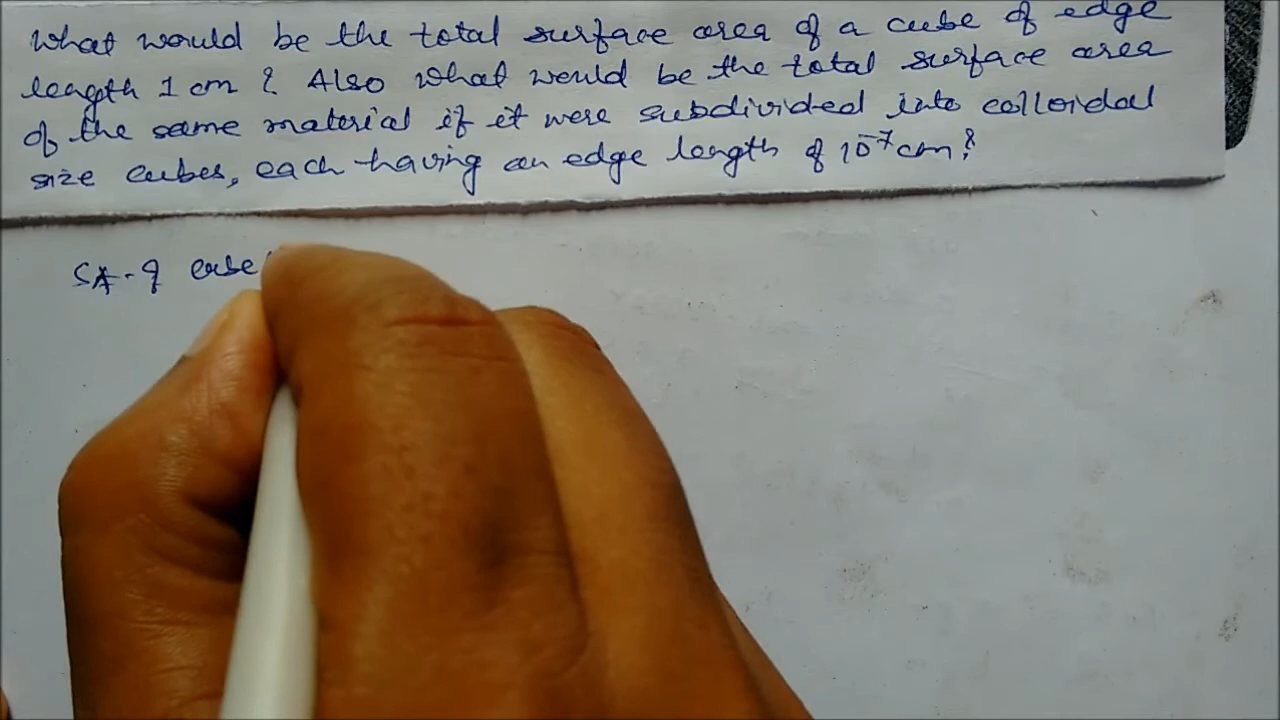 What would be the total surface area of a cube of edge
length 1 cm ? Also what would be the total surface area
of the same material if it were subdivided into colloidal
size cubes, each having an edge length of 10⁻⁷ cm ?
SA. of cube